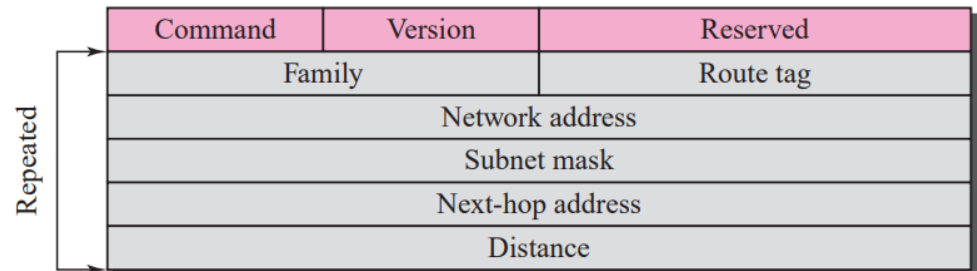 Command Version Reserved
Family Route tag
Network address
Subnet mask
Next-hop address
Distance
Repeated